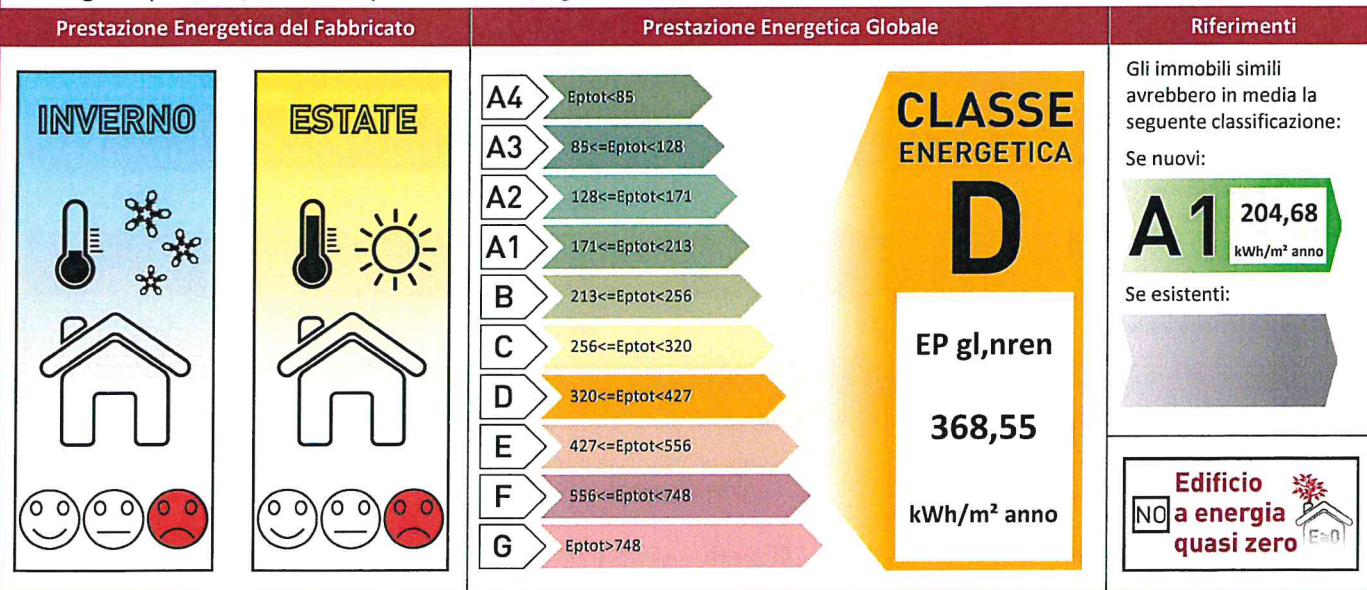 Prestazione Energetica del Fabbricato
Prestazione Energetica Globale
Riferimenti
INVERNO
ESTATE
A4 Eptot<85
A3 85<=Eptot<128
A2 128<=Eptot<171
A1 171<=Eptot<213
B 213<=Eptot<256
C 256<=Eptot<320
D 320<=Eptot<427
E 427<=Eptot<556
F 556<=Eptot<748
G Eptot>748
CLASSE
ENERGETICA
D
EP gl,nren
368,55
kWh/m² anno
Gli immobili simili
avrebbero in media la
seguente classificazione:
Se nuovi:
A1 204,68
kWh/m² anno
Se esistenti:
Edificio
NO a energia
quasi zero
E≅0